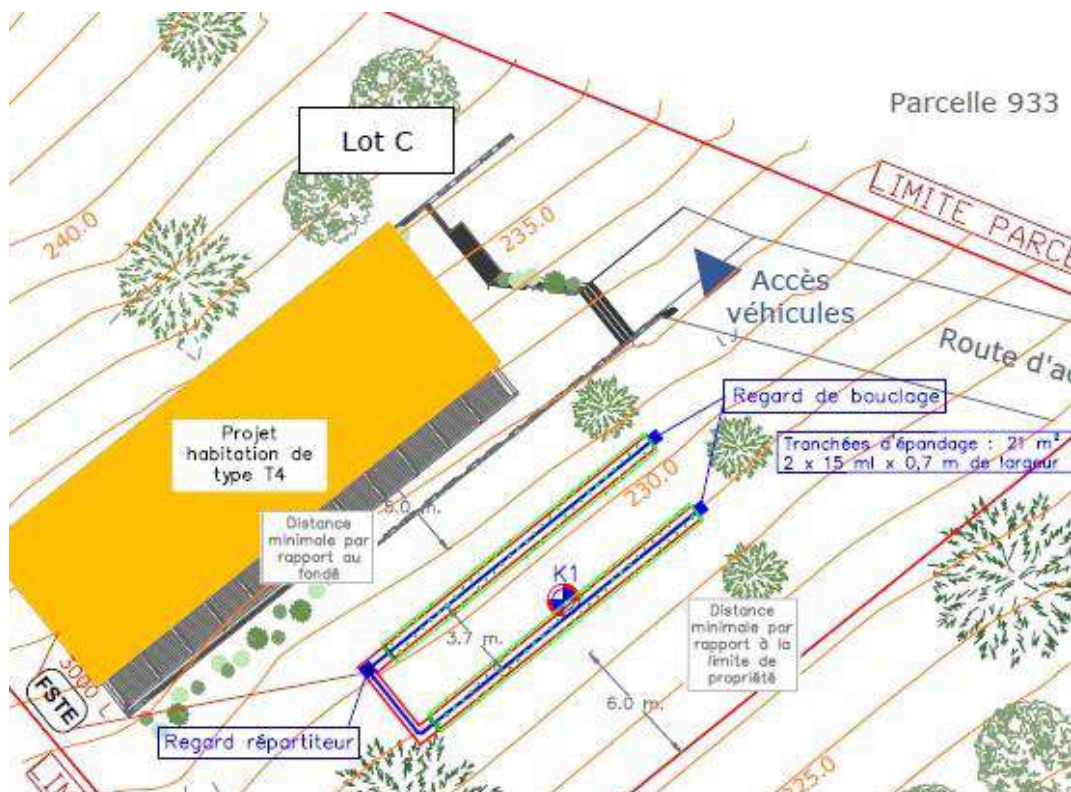 Parcelle 933
Lot C
LIMITE PARCE
240.0
235.0
Accès
véhicules
Route d'ac
Regard de bouclage
Tranchées d'épandage : 21 m²
2 x 15 ml x 0,7 m de largeur
Projet
habitation de
type T4
230.0
5.0 m.
Distance
minimale par
rapport au
fondé
K1
3.7 m.
Distance
minimale par
rapport à la
limite de
propriété
6.0 m.
3000 L
FSTE
Regard répartiteur
LIM
225.0